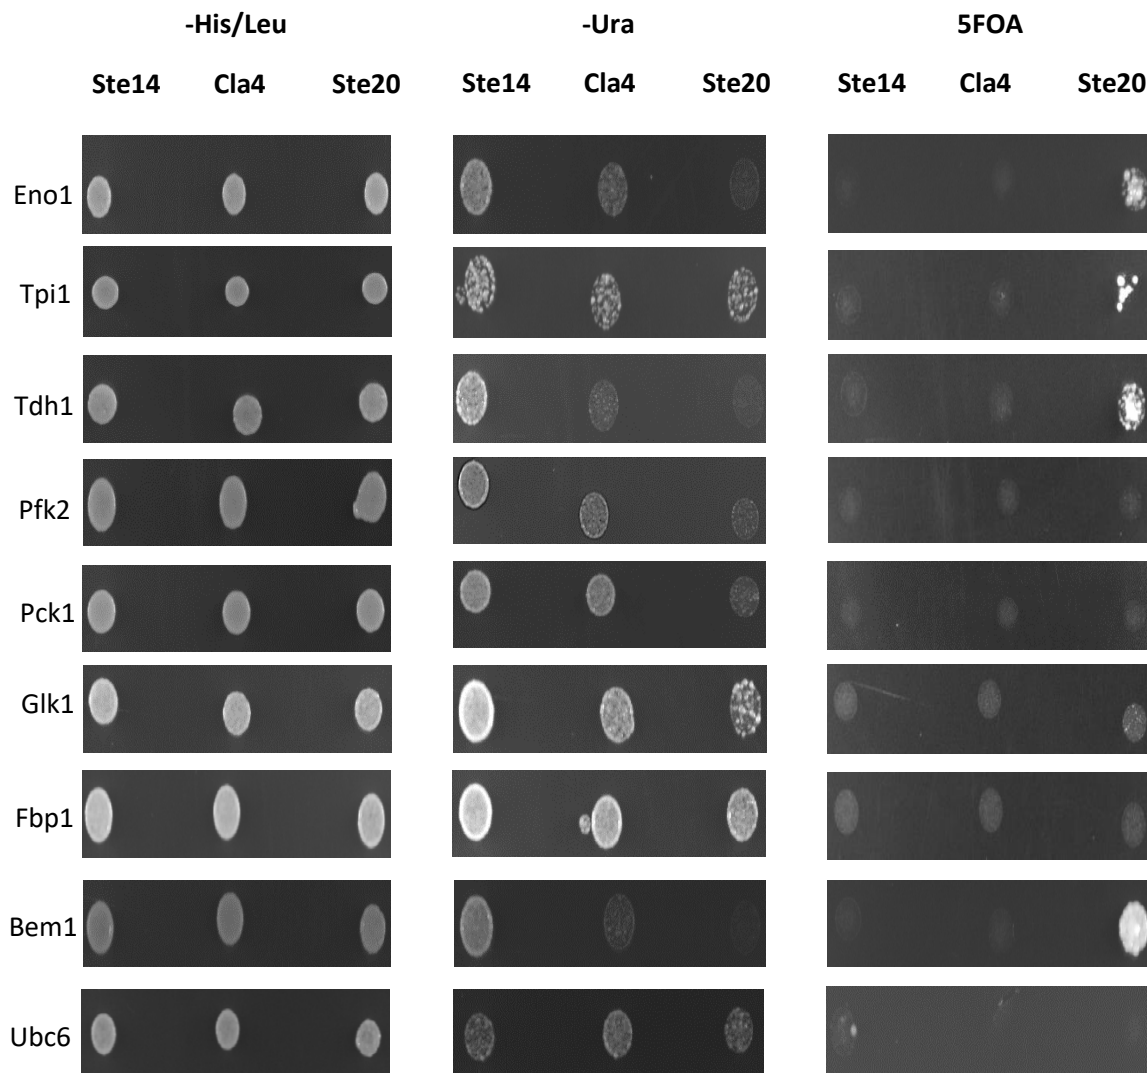 -His/Leu -Ura 5FOA
Ste14 Cla4 Ste20 Ste14 Cla4 Ste20 Ste14 Cla4 Ste20
Eno1
Tpi1
Tdh1
Pfk2
Pck1
Glk1
Fbp1
Bem1
Ubc6